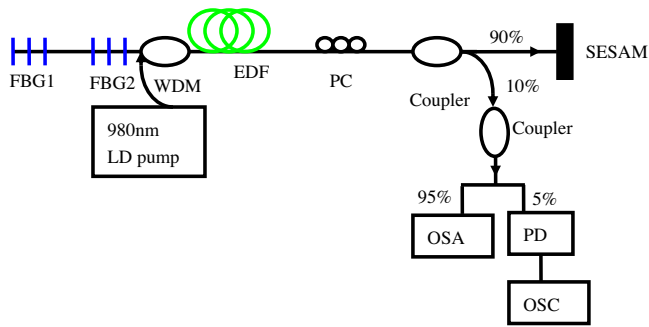 90%
SESAM
FBG1
FBG2
WDM
EDF
PC
10%
Coupler
Coupler
980nm
LD pump
95%
5%
OSA
PD
OSC